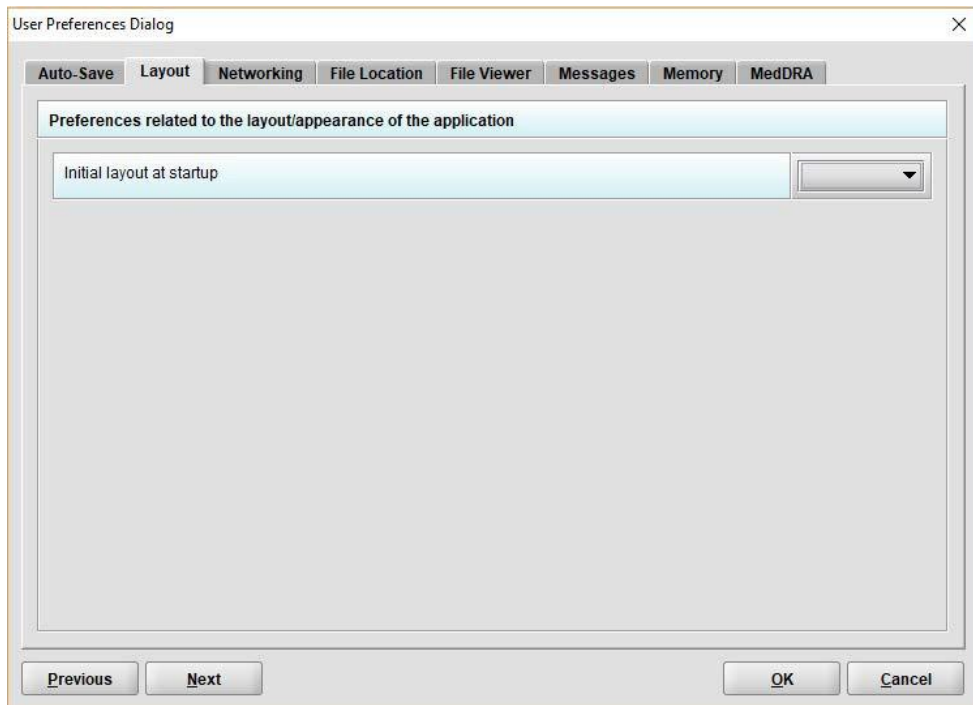 User Preferences Dialog
Auto-Save Layout Networking File Location File Viewer Messages Memory MedDRA
Preferences related to the layout/appearance of the application
Initial layout at startup
Previous Next OK Cancel